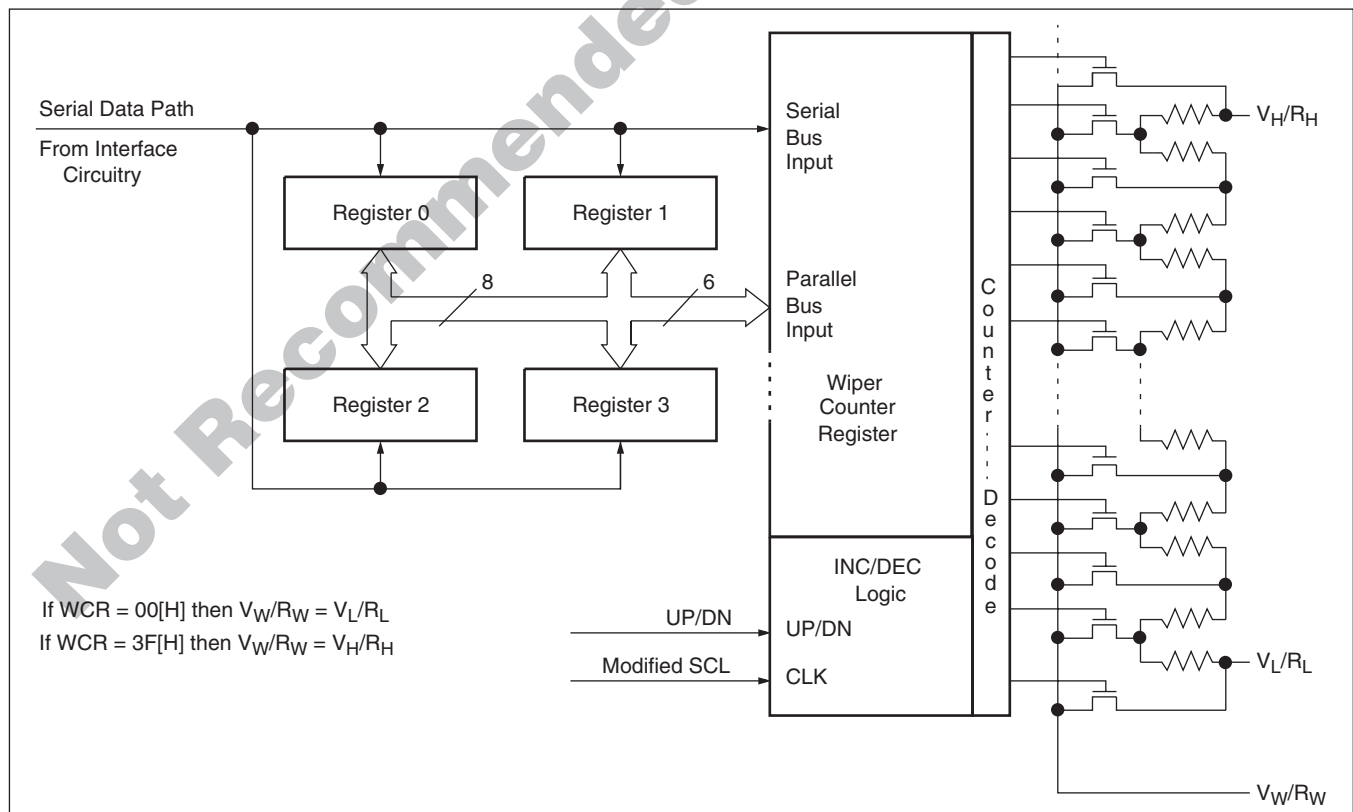 Not Recommended
Serial Data Path
From Interface
Circuitry
Register 0
Register 1
8
6
Register 2
Register 3
Serial
Bus
Input
Parallel
Bus
Input
Wiper
Counter
Register
INC/DEC
Logic
UP/DN
UP/DN
Modified SCL
CLK
Counter
Decode
VH/RH
VL/RL
VW/RW
If WCR = 00[H] then VW/RW = VL/RL
If WCR = 3F[H] then VW/RW = VH/RH